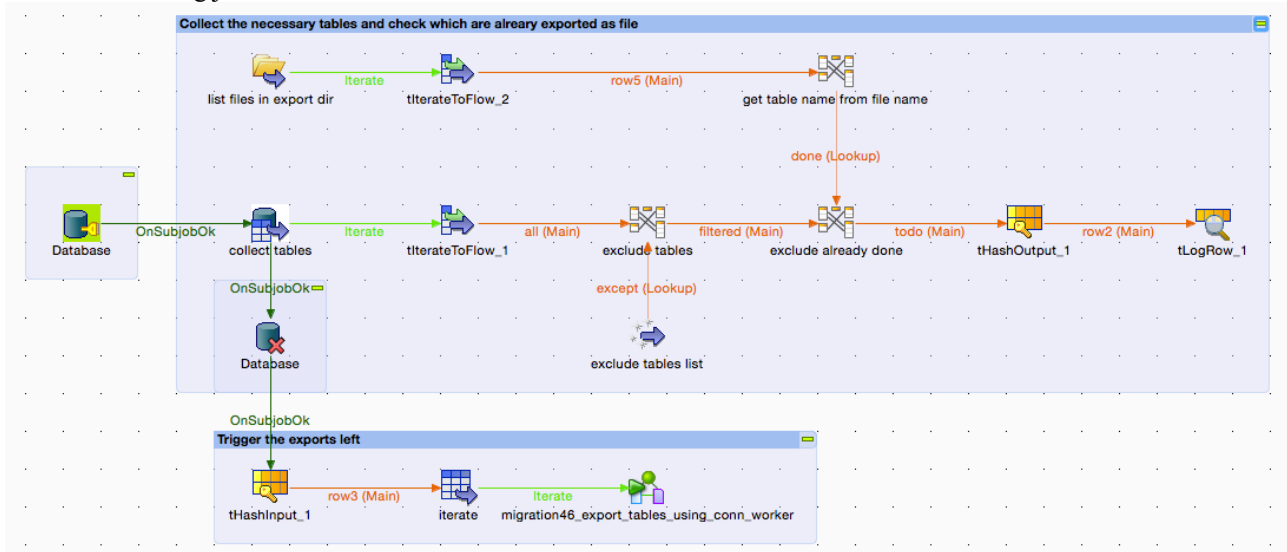 Collect the necessary tables and check which are alreary exported as file
Iterate
row5 (Main)
list files in export dir
tIterateToFlow_2
get table name from file name
done (Lookup)
OnSubjobOk
Iterate
all (Main)
filtered (Main)
todo (Main)
row2 (Main)
Database
collect tables
tIterateToFlow_1
exclude tables
exclude already done
tHashOutput_1
tLogRow_1
OnSubjobOk
except (Lookup)
Database
exclude tables list
OnSubjobOk
Trigger the exports left
row3 (Main)
Iterate
tHashInput_1
iterate
migration46_export_tables_using_conn_worker